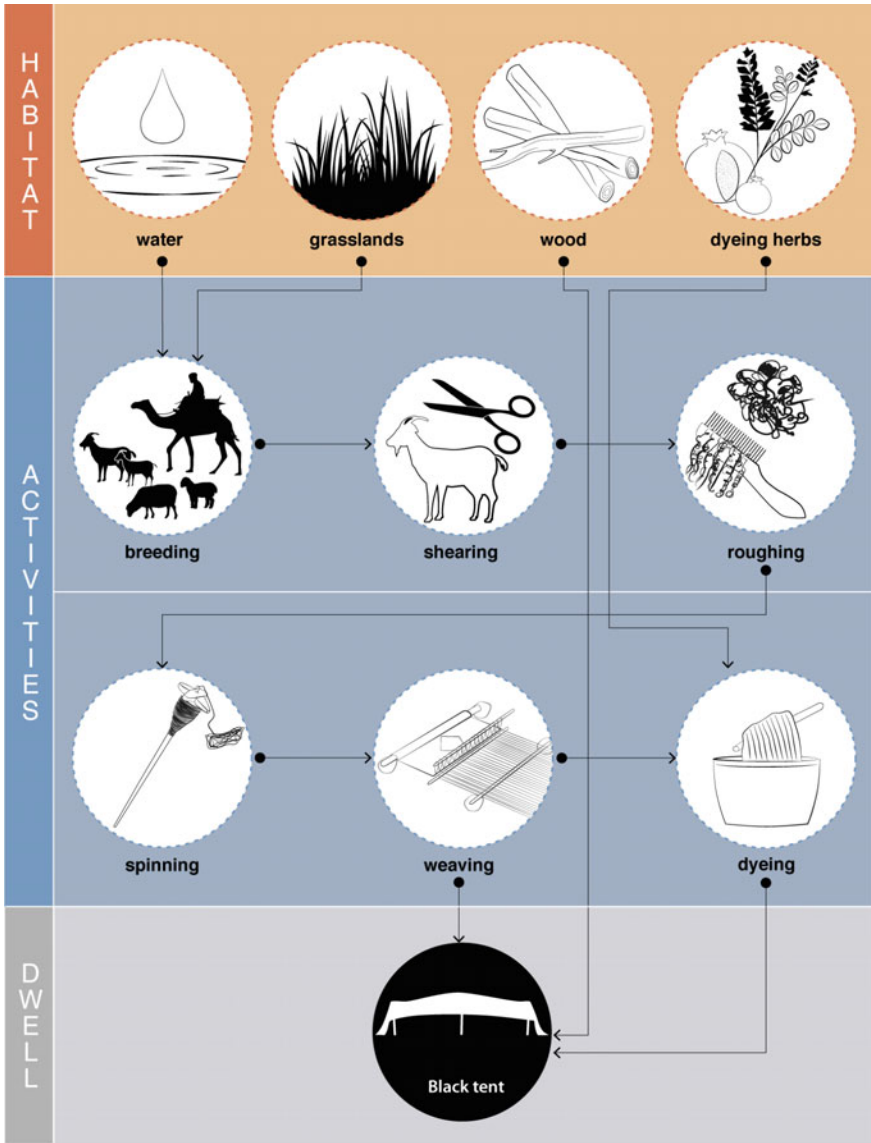 HABITAT
water
grasslands
wood
dyeing herbs
ACTIVITIES
breeding
shearing
roughing
spinning
weaving
dyeing
DWELL
Black tent